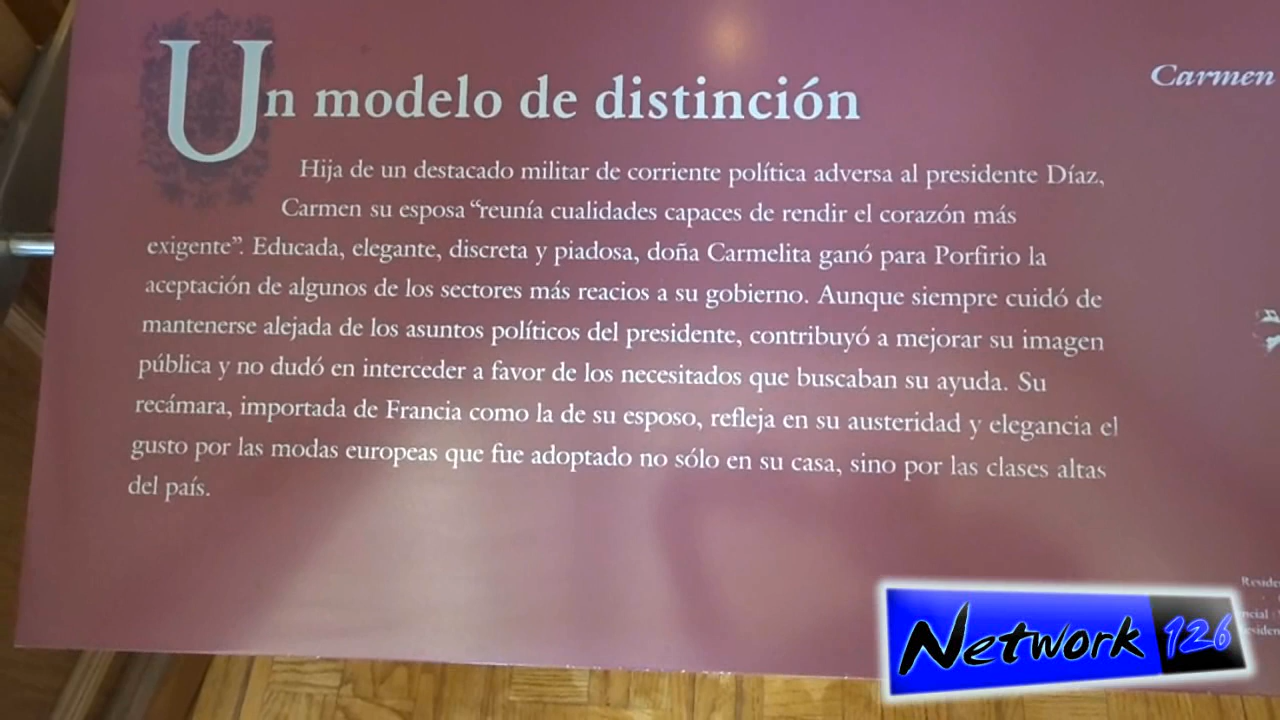 Un modelo de distinción
Carmen
Hija de un destacado militar de corriente política adversa al presidente Díaz,
Carmen su esposa “reunía cualidades capaces de rendir el corazón más
exigente”. Educada, elegante, discreta y piadosa, doña Carmelita ganó para Porfirio la
aceptación de algunos de los sectores más reacios a su gobierno. Aunque siempre cuidó de
mantenerse alejada de los asuntos políticos del presidente, contribuyó a mejorar su imagen
pública y no dudó en interceder a favor de los necesitados que buscaban su ayuda. Su
recámara, importada de Francia como la de su esposo, refleja en su austeridad y elegancia el
gusto por las modas europeas que fue adoptado no sólo en su casa, sino por las clases altas
del país.
Network 126